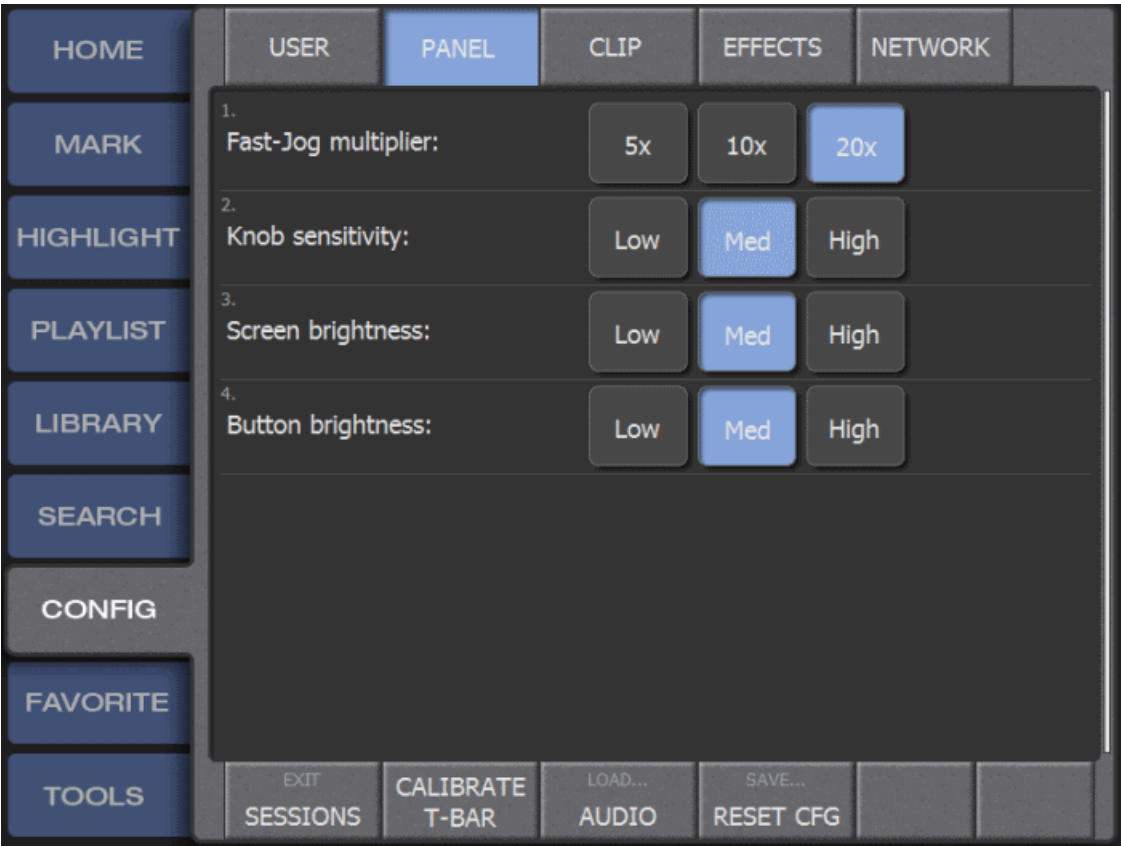 HOME
MARK
HIGHLIGHT
PLAYLIST
LIBRARY
SEARCH
CONFIG
FAVORITE
TOOLS
USER PANEL CLIP EFFECTS NETWORK
1.
Fast-Jog multiplier: 5x 10x 20x
2.
Knob sensitivity: Low Med High
3.
Screen brightness: Low Med High
4.
Button brightness: Low Med High
EXIT
SESSIONS
CALIBRATE
T-BAR
LOAD...
AUDIO
SAVE...
RESET CFG